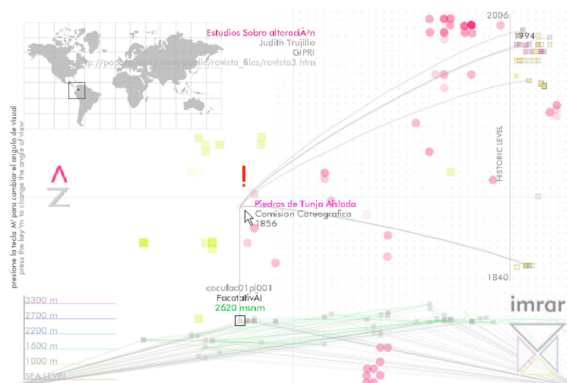 2006
Estudios Sobre alteraciÃ³n
1994
Judith Trujillo
GIPRI
presione la tecla M' para cambiar el angolo de visual
press the key'm' to change the angle of view
HISTORIC LEVEL
N
Piedras de Tunja Aislada
Comision Coreografica
1856
1840
FacatativÃ¡
2620 msnm
3300 m
2700 m
2200 m
1600 m
1000 m
SEA LEVEL
imrar